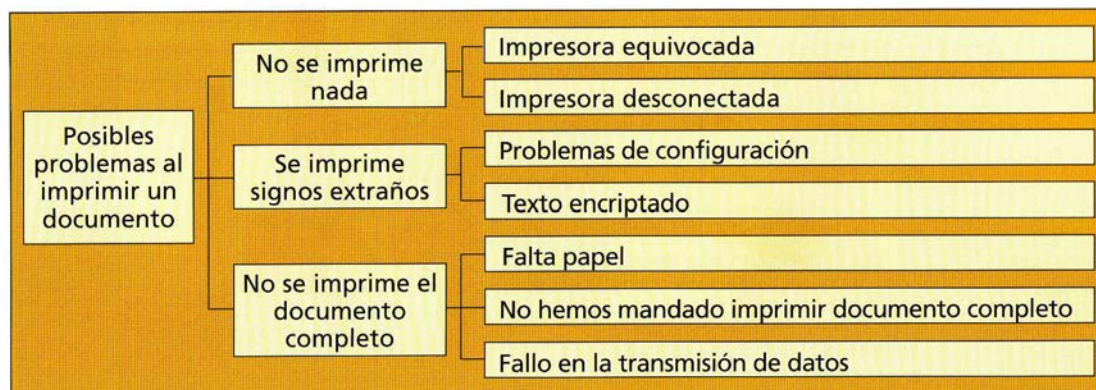 Posibles
problemas al
imprimir un
documento
No se imprime
nada
Impresora equivocada
Impresora desconectada
Se imprime
signos extraños
Problemas de configuración
Texto encriptado
No se imprime el
documento
completo
Falta papel
No hemos mandado imprimir documento completo
Fallo en la transmisión de datos